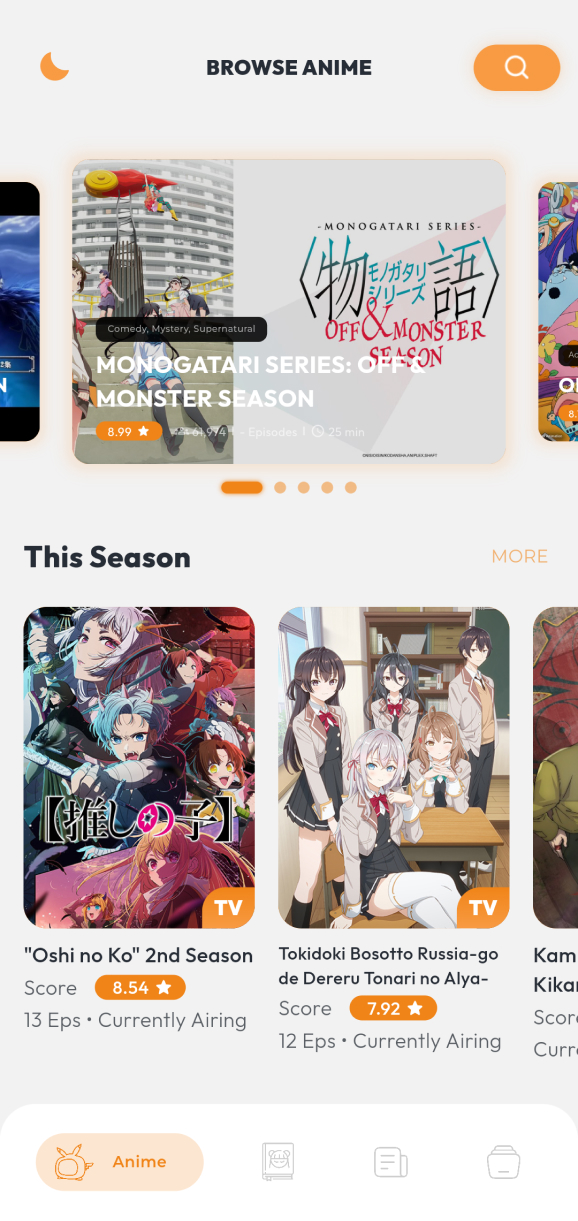 BROWSE ANIME
-MONOGATARI SERIES-
〈物モノガタリ
シリーズ語〉
OFF&MONSTER
SEASON
Comedy, Mystery, Supernatural
MONOGATARI SERIES: OFF &
MONSTER SEASON
8.99
61,974 | - Episodes | 25 min
N
This Season
MORE
【推しの子】
TV
TV
"Oshi no Ko" 2nd Season
Score 8.54
13 Eps • Currently Airing
Tokidoki Bosotto Russia-go
de Dereru Tonari no Alya-
Score 7.92
12 Eps • Currently Airing
Kam
Kikar
Score
Curre
Anime